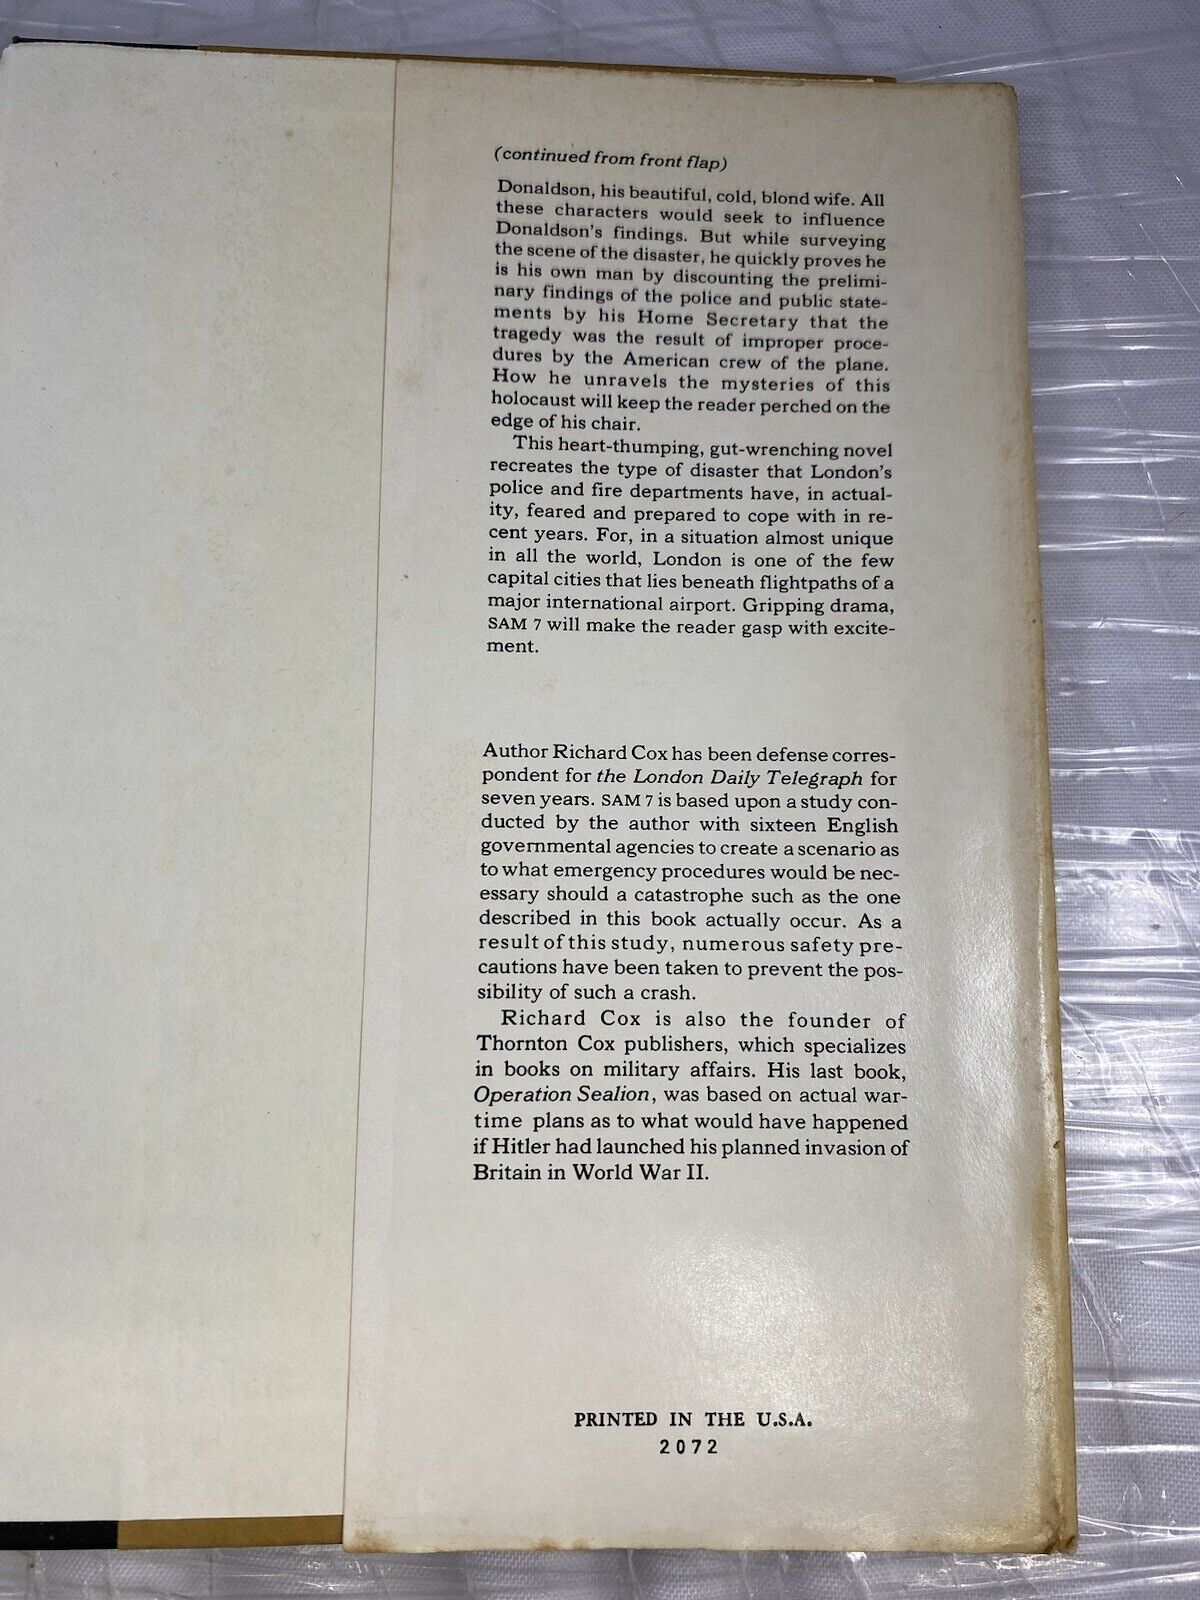 (continued from front flap)
Donaldson, his beautiful, cold, blond wife. All
these characters would seek to influence
Donaldson's findings. But while surveying
the scene of the disaster, he quickly proves he
is his own man by discounting the prelimi-
nary findings of the police and public state-
ments by his Home Secretary that the
tragedy was the result of improper proce-
dures by the American crew of the plane.
How he unravels the mysteries of this
holocaust will keep the reader perched on the
edge of his chair.
This heart-thumping, gut-wrenching novel
recreates the type of disaster that London's
police and fire departments have, in actual-
ity, feared and prepared to cope with in re-
cent years. For, in a situation almost unique
in all the world, London is one of the few
capital cities that lies beneath flightpaths of a
major international airport. Gripping drama,
SAM 7 will make the reader gasp with excite-
ment.
Author Richard Cox has been defense corres-
pondent for the London Daily Telegraph for
seven years. SAM 7 is based upon a study con-
ducted by the author with sixteen English
governmental agencies to create a scenario as
to what emergency procedures would be nec-
essary should a catastrophe such as the one
described in this book actually occur. As a
result of this study, numerous safety pre-
cautions have been taken to prevent the pos-
sibility of such a crash.
Richard Cox is also the founder of
Thornton Cox publishers, which specializes
in books on military affairs. His last book,
Operation Sealion, was based on actual war-
time plans as to what would have happened
if Hitler had launched his planned invasion of
Britain in World War II.
PRINTED IN THE U.S.A.
2072